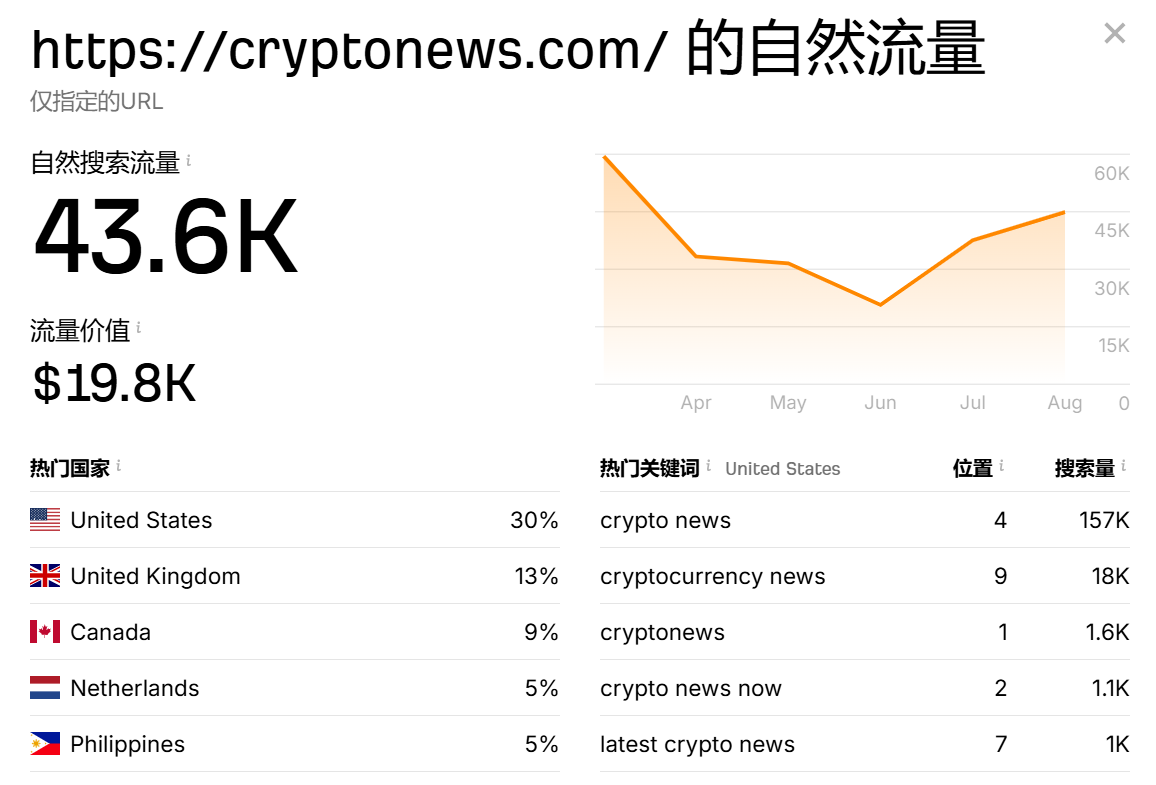 https://cryptonews.com/ 的自然流量
仅指定的URL
自然搜索流量 i
43.6K
流量价值 i
$19.8K
60K
45K
30K
15K
Apr May Jun Jul Aug 0
热门国家 i
United States 30%
United Kingdom 13%
Canada 9%
Netherlands 5%
Philippines 5%
热门关键词 i United States 位置 i 搜索量 i
crypto news 4 157K
cryptocurrency news 9 18K
cryptonews 1 1.6K
crypto news now 2 1.1K
latest crypto news 7 1K